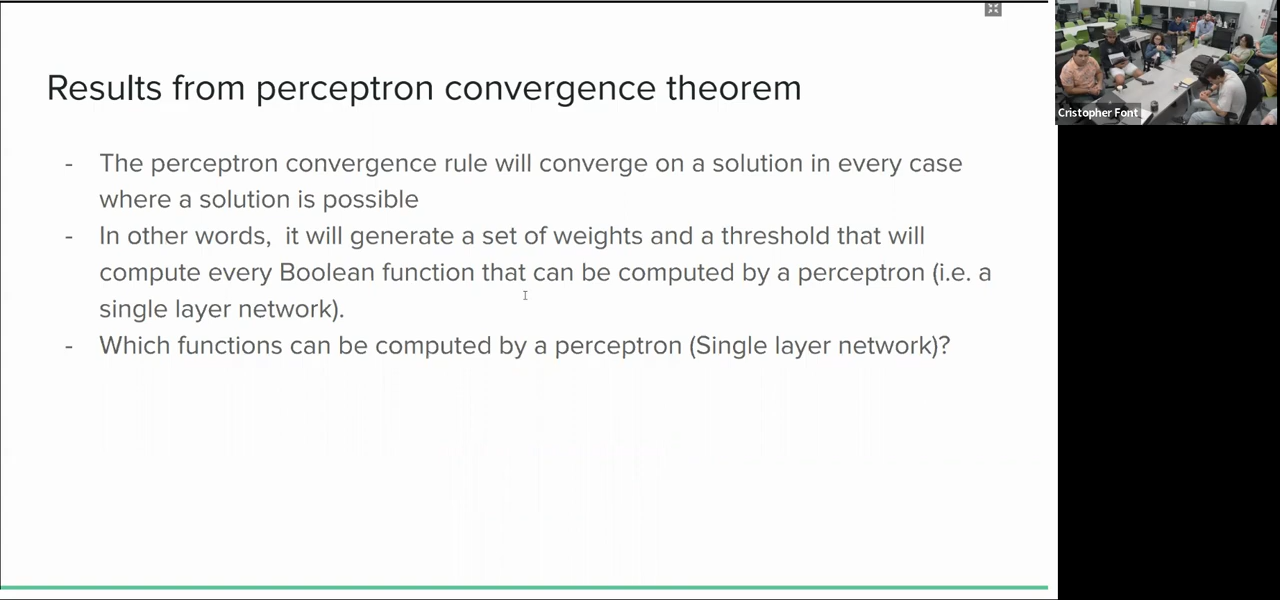 Results from perceptron convergence theorem
- The perceptron convergence rule will converge on a solution in every case
where a solution is possible
- In other words,  it will generate a set of weights and a threshold that will
compute every Boolean function that can be computed by a perceptron (i.e. a
single layer network).
- Which functions can be computed by a perceptron (Single layer network)?
Cristopher Font